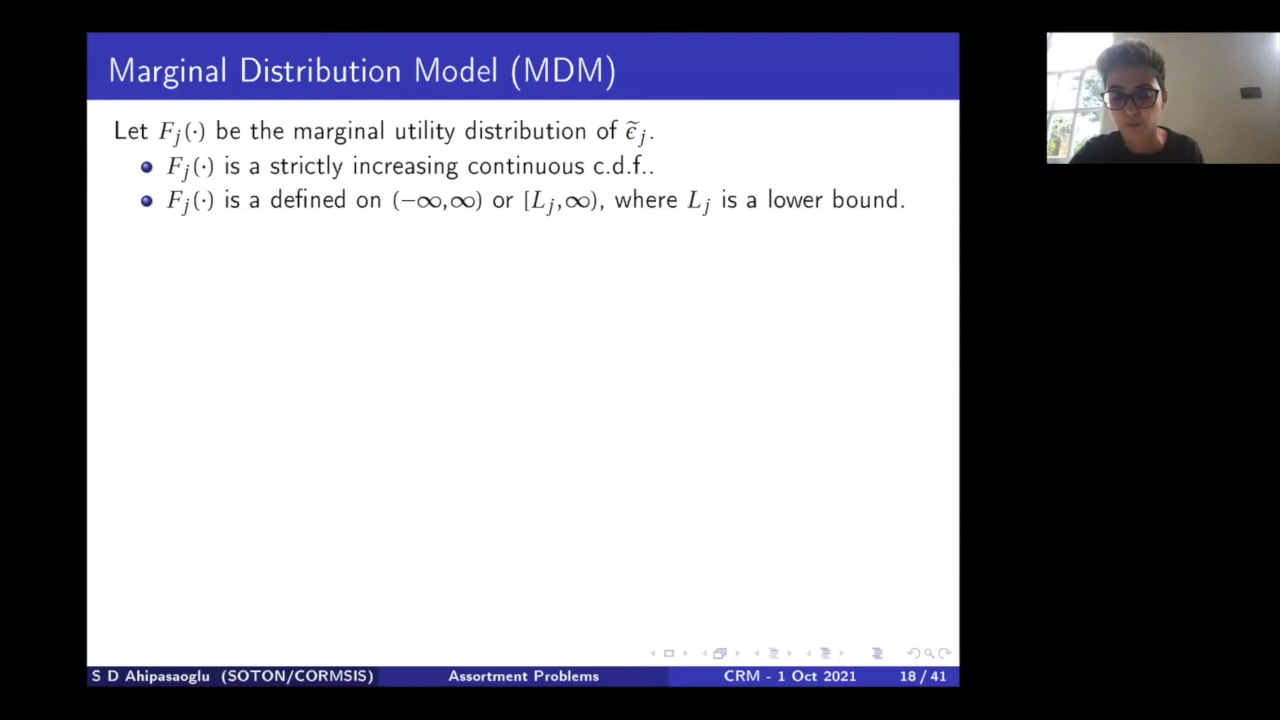 Marginal Distribution Model (MDM)
Let F_j(·) be the marginal utility distribution of ε̃_j.
F_j(·) is a strictly increasing continuous c.d.f..
F_j(·) is a defined on (−∞,∞) or [L_j,∞), where L_j is a lower bound.
S D Ahipasaoglu (SOTON/CORMSIS) Assortment Problems CRM - 1 Oct 2021 18 / 41